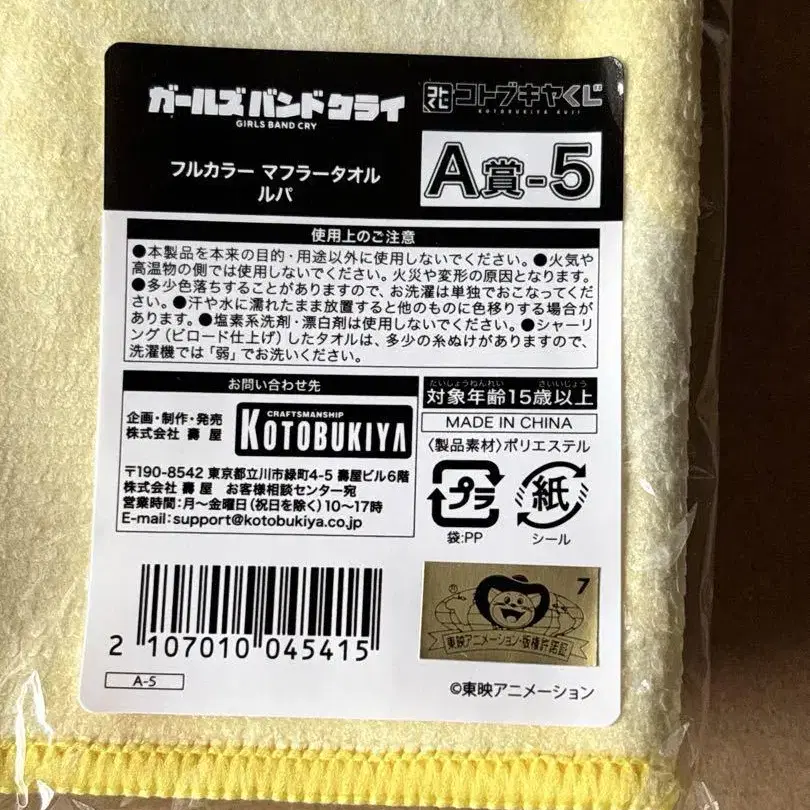 ガールズバンドクライ
GIRLS BAND CRY
コトくじ コトブキヤくじ
KOTOBUKIYA KUJI
フルカラー マフラータオル
ルパ
A賞-5
使用上のご注意
●本製品を本来の目的・用途以外に使用しないでください。●火気や
高温物の側では使用しないでください。火災や変形の原因となります。
●多少色落ちすることがありますので、お洗濯は単独でおこなってくだ
さい。●汗や水に濡れたまま放置すると他のものに色移りする場合が
あります。●塩素系洗剤・漂白剤は使用しないでください。●シャーリ
ング(ビロード仕上げ)したタオルは、多少の糸ぬけがありますので、
洗濯機では「弱」でお洗いください。
お問い合わせ先
企画・制作・発売
株式会社 壽屋
CRAFTSMANSHIP
KOTOBUKIYA
〒190-8542 東京都立川市緑町4-5 壽屋ビル6階
株式会社 壽屋 お客様相談センター宛
営業時間:月～金曜日(祝日を除く)10～17時
E-mail:support@kotobukiya.co.jp
たいしょうねんれい さいいじょう
対象年齢15歳以上
MADE IN CHINA
〈製品素材〉ポリエステル
プラ
袋:PP
紙
シール
2 107010 045415
A-5
7
東映アニメーション・版権許諾証
©東映アニメーション